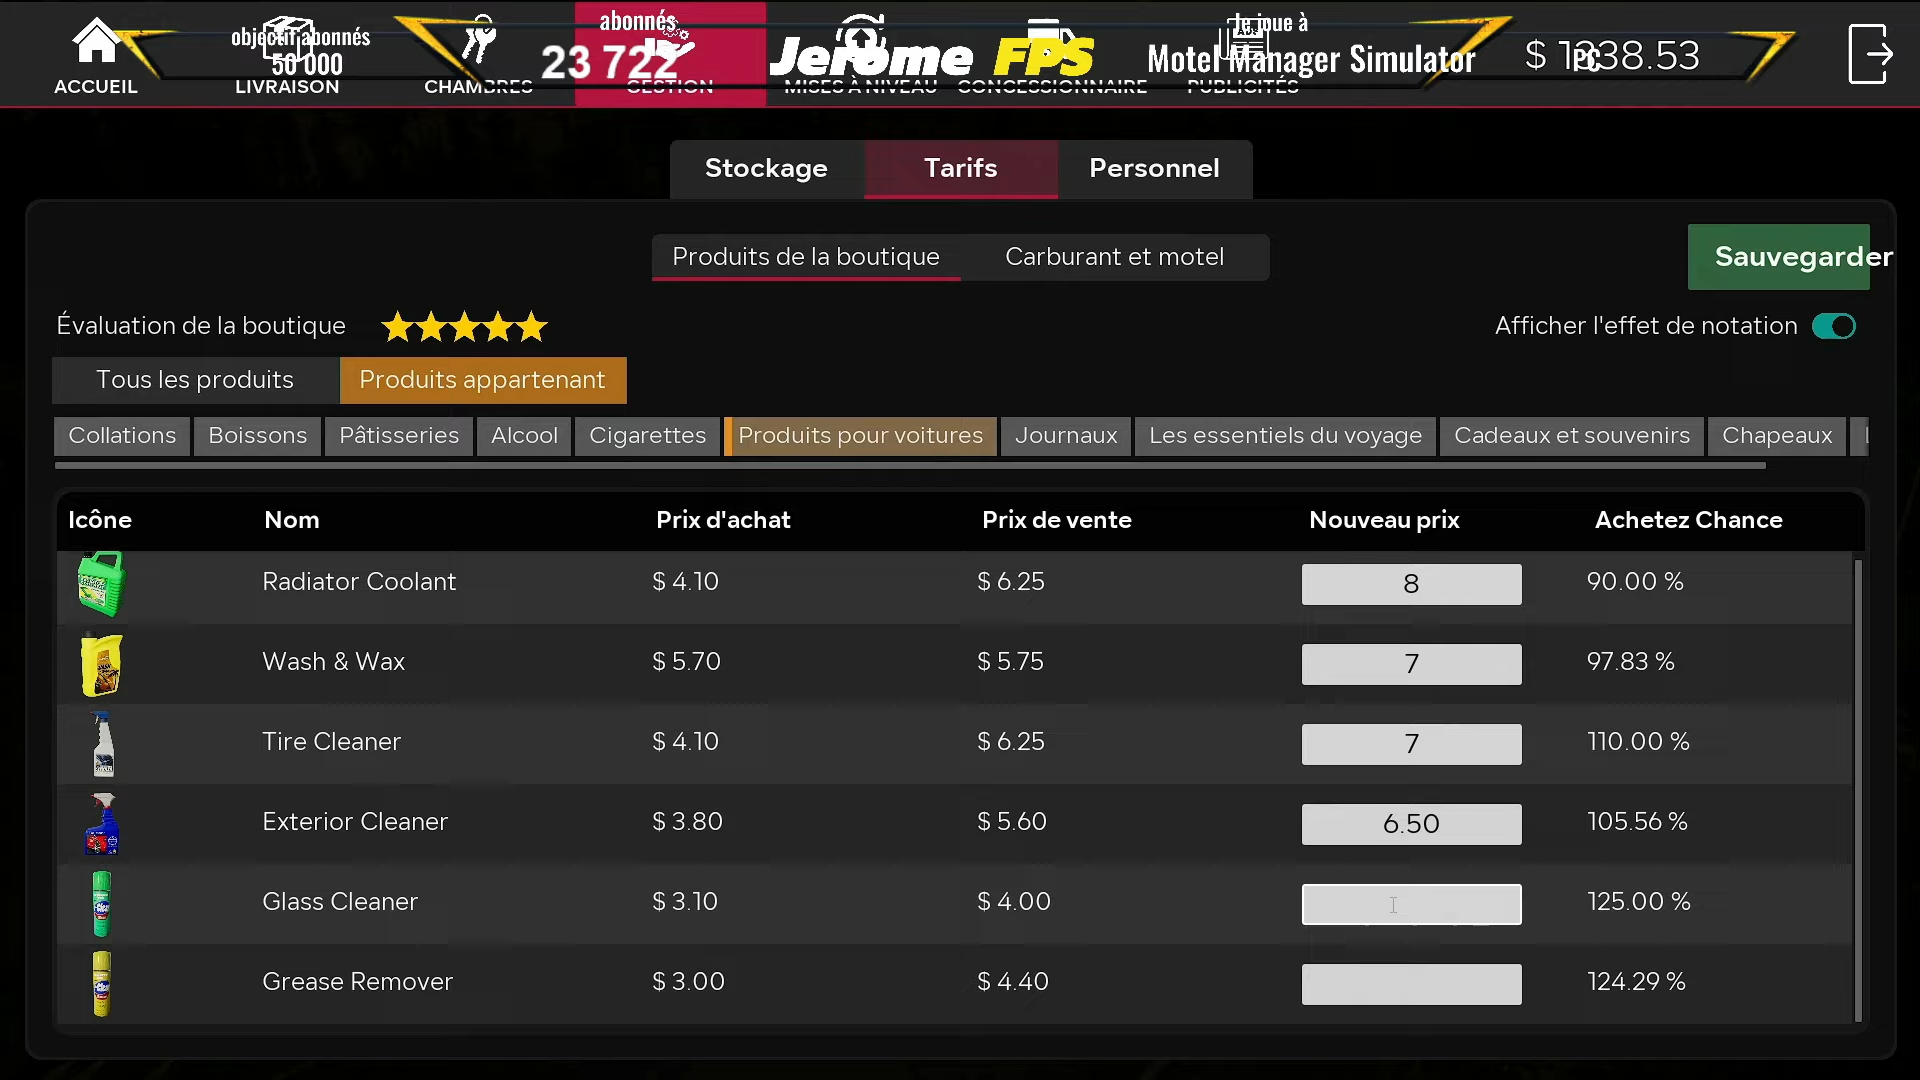 objectif abonnés
50 000
abonnés
23 722
Jerome FPS
Je joue à
Motel Manager Simulator
PC
ACCUEIL
LIVRAISON
CHAMBRES
GESTION
MISES À NIVEAU
CONCESSIONNAIRE
PUBLICITÉS
Stockage
Tarifs
Personnel
Produits de la boutique
Carburant et motel
Sauvegarder
Évaluation de la boutique
Afficher l'effet de notation
Tous les produits
Produits appartenant
Collations Boissons Pâtisseries Alcool Cigarettes Produits pour voitures Journaux Les essentiels du voyage Cadeaux et souvenirs Chapeaux
Icône Nom Prix d'achat Prix de vente Nouveau prix Achetez Chance
Radiator Coolant $ 4.10 $ 6.25 8 90.00 %
Wash & Wax $ 5.70 $ 5.75 7 97.83 %
Tire Cleaner $ 4.10 $ 6.25 7 110.00 %
Exterior Cleaner $ 3.80 $ 5.60 6.50 105.56 %
Glass Cleaner $ 3.10 $ 4.00 125.00 %
Grease Remover $ 3.00 $ 4.40 124.29 %